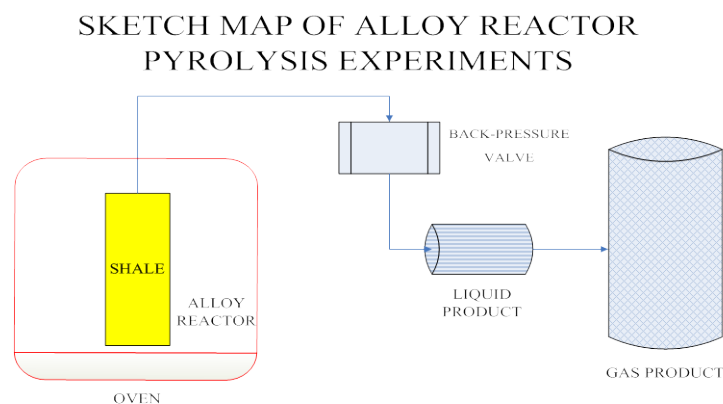 SKETCH MAP OF ALLOY REACTOR
PYROLYSIS EXPERIMENTS
BACK-PRESSURE
VALVE
SHALE
ALLOY
REACTOR
LIQUID
PRODUCT
GAS PRODUCT
OVEN